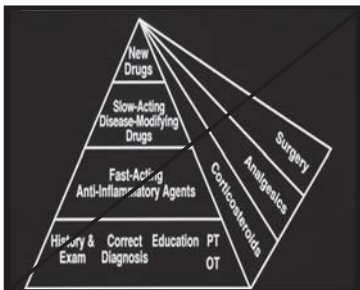 New
Drugs
Slow-Acting
Disease-Modifying
Drugs
Fast-Acting
Anti-Inflammatory Agents
History & Correct Education PT
Exam Diagnosis OT
Corticosteroids
Analgesics
Surgery